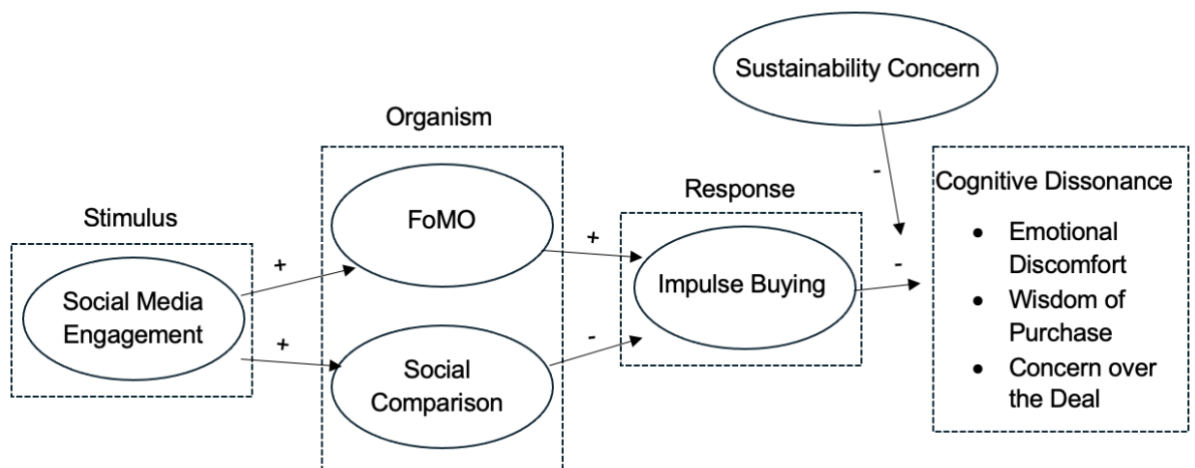 Sustainability Concern
Organism
Stimulus
Response
FoMO
Social Media
Engagement
Social
Comparison
Impulse Buying
+
+
+
-
-
-
Cognitive Dissonance
• Emotional
Discomfort
• Wisdom of
Purchase
• Concern over
the Deal